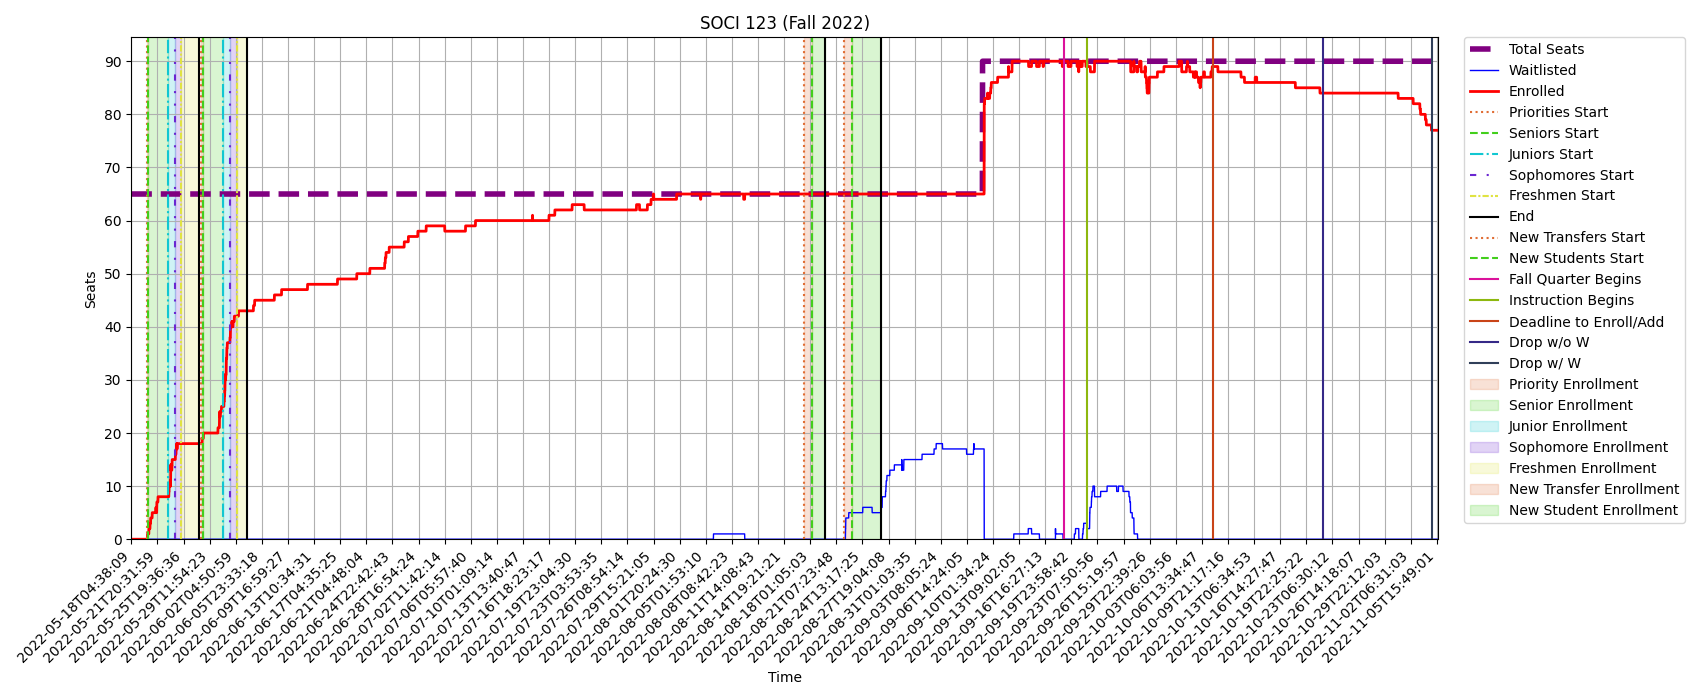 SOCI 123 (Fall 2022)
Seats
90
80
70
60
50
40
30
20
10
0
2022-05-18T04:38:09
2022-05-21T20:31:59
2022-05-25T19:36:36
2022-05-29T11:54:23
2022-06-02T04:50:59
2022-06-05T23:33:18
2022-06-09T16:59:27
2022-06-13T10:34:31
2022-06-17T04:35:25
2022-06-21T04:48:04
2022-06-24T22:42:43
2022-06-28T16:54:24
2022-07-02T11:42:14
2022-07-06T05:57:40
2022-07-10T01:09:14
2022-07-13T13:40:47
2022-07-16T18:23:17
2022-07-19T23:04:30
2022-07-23T03:53:35
2022-07-26T08:54:14
2022-07-29T15:21:05
2022-08-01T20:24:30
2022-08-05T01:53:10
2022-08-08T08:42:23
2022-08-11T14:08:43
2022-08-14T19:21:21
2022-08-18T01:05:03
2022-08-21T07:23:48
2022-08-24T13:17:25
2022-08-27T19:04:08
2022-08-31T01:03:35
2022-09-03T08:05:24
2022-09-06T14:24:05
2022-09-10T01:34:24
2022-09-13T09:02:05
2022-09-16T16:27:13
2022-09-19T23:58:42
2022-09-23T07:50:56
2022-09-26T15:19:57
2022-09-29T22:39:26
2022-10-03T06:03:56
2022-10-06T13:34:47
2022-10-09T21:17:16
2022-10-13T06:34:53
2022-10-16T14:27:47
2022-10-19T22:25:22
2022-10-23T06:30:12
2022-10-26T14:18:07
2022-10-29T22:12:03
2022-11-02T06:31:03
2022-11-05T15:49:01
Time
Total Seats
Waitlisted
Enrolled
Priorities Start
Seniors Start
Juniors Start
Sophomores Start
Freshmen Start
End
New Transfers Start
New Students Start
Fall Quarter Begins
Instruction Begins
Deadline to Enroll/Add
Drop w/o W
Drop w/ W
Priority Enrollment
Senior Enrollment
Junior Enrollment
Sophomore Enrollment
Freshmen Enrollment
New Transfer Enrollment
New Student Enrollment